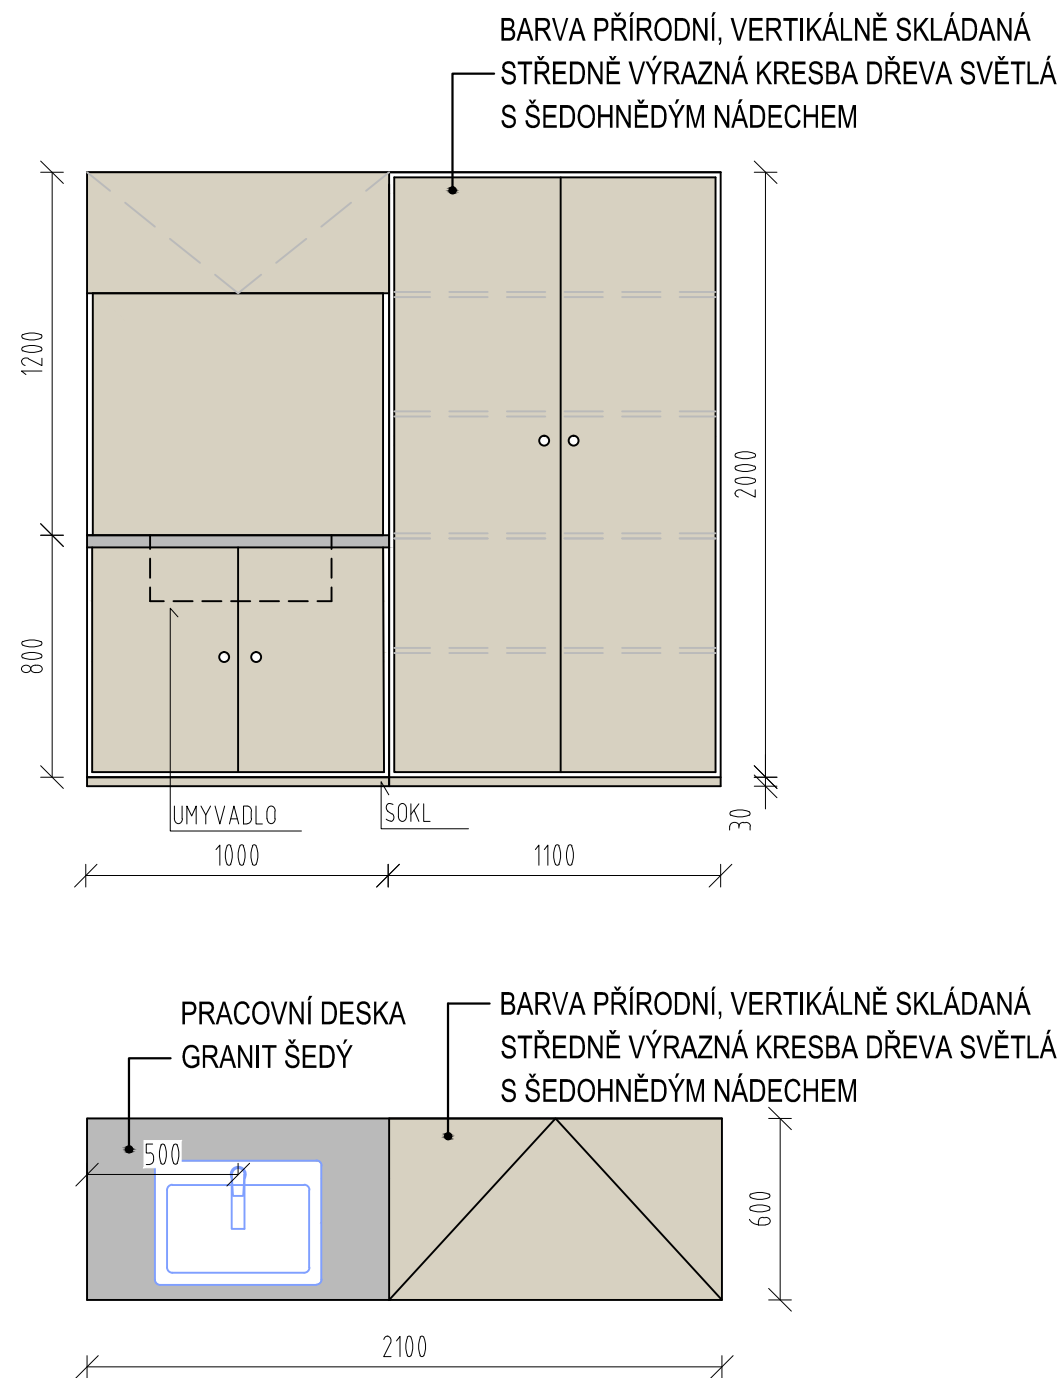 BARVA PŘÍRODNÍ, VERTIKÁLNĚ SKLÁDANÁ
STŘEDNĚ VÝRAZNÁ KRESBA DŘEVA SVĚTLÁ
S ŠEDOHNĚDÝM NÁDECHEM
1200
800
2000
30
UMYVADLO
SOKL
1000
1100
PRACOVNÍ DESKA
GRANIT ŠEDÝ
BARVA PŘÍRODNÍ, VERTIKÁLNĚ SKLÁDANÁ
STŘEDNĚ VÝRAZNÁ KRESBA DŘEVA SVĚTLÁ
S ŠEDOHNĚDÝM NÁDECHEM
500
600
2100